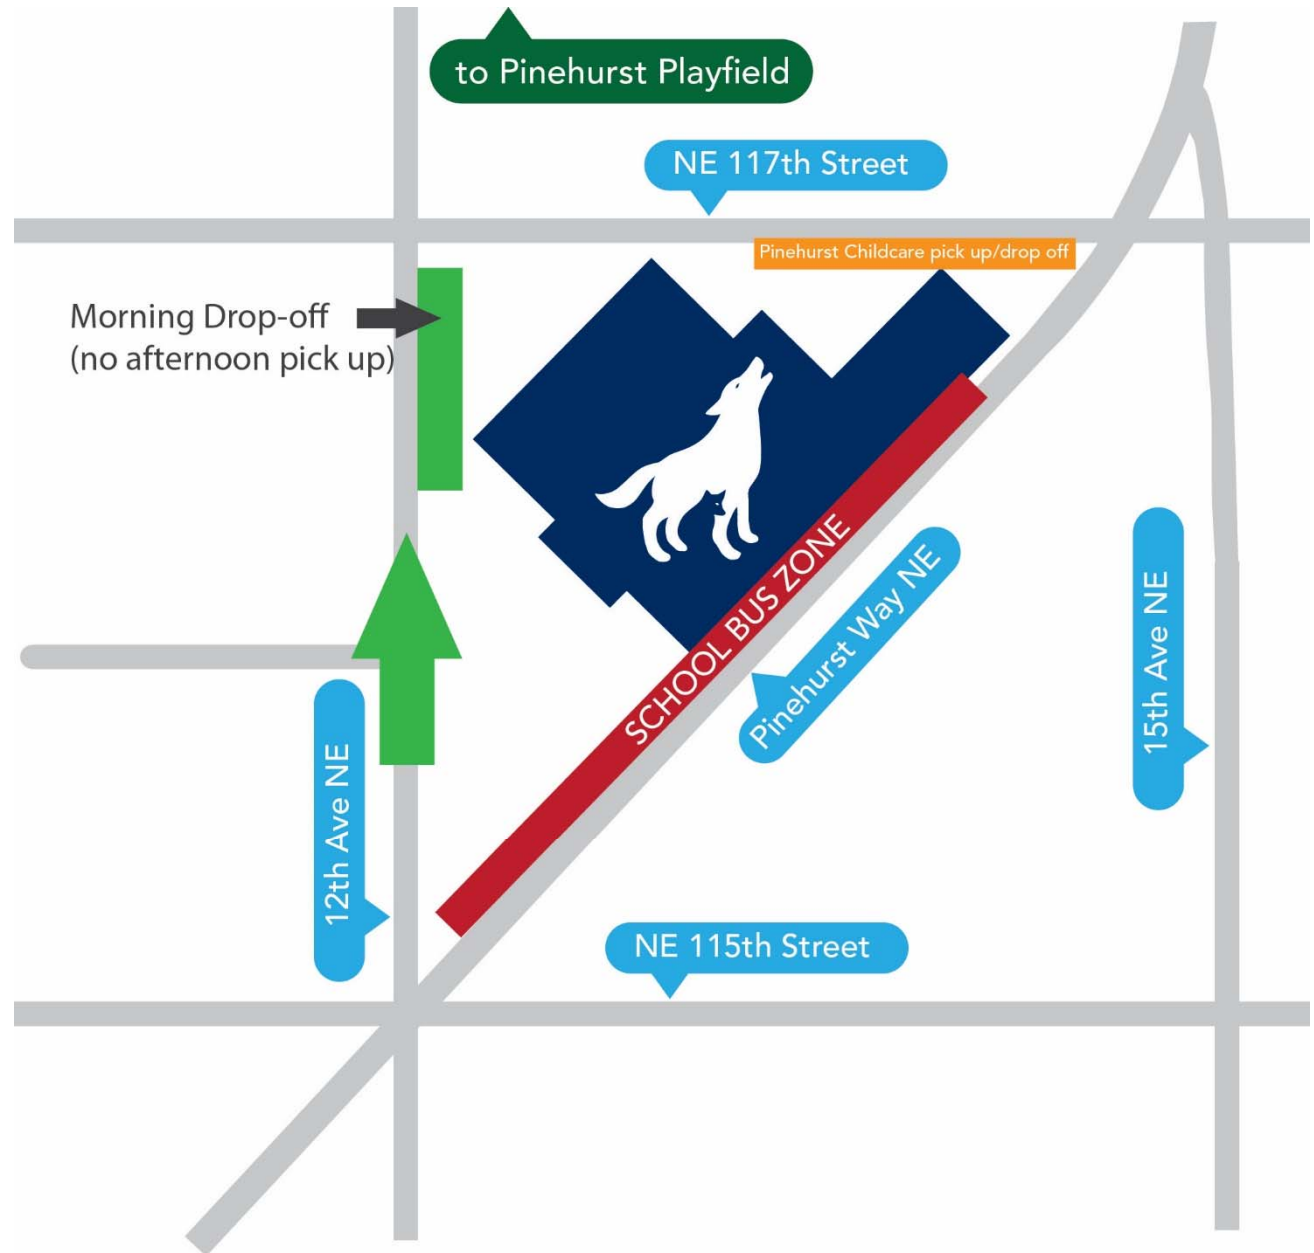 to Pinehurst Playfield
NE 117th Street
Pinehurst Childcare pick up/drop off
Morning Drop-off
(no afternoon pick up)
SCHOOL BUS ZONE
Pinehurst Way NE
15th Ave NE
12th Ave NE
NE 115th Street